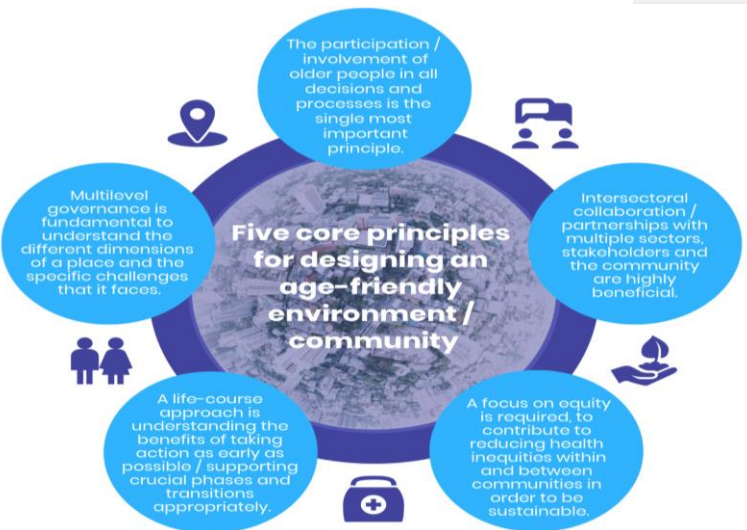 The participation /
involvement of
older people in all
decisions and
processes is the
single most
important
principle.
Intersectoral
collaboration /
partnerships with
multiple sectors,
stakeholders and
the community
are highly
beneficial.
A focus on equity
is required, to
contribute to
reducing health
inequities within
and between
communities in
order to be
sustainable.
A life-course
approach is
understanding the
benefits of taking
action as early as
possible / supporting
crucial phases and
transitions
appropriately.
Multilevel
governance is
fundamental to
understand the
different dimensions
of a place and the
specific challenges
that it faces.
Five core principles
for designing an
age-friendly
environment /
community